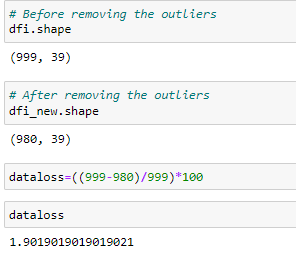 # Before removing the outliers
dfi.shape
(999, 39)
# After removing the outliers
dfi_new.shape
(980, 39)
dataloss=((999-980)/999)*100
dataloss
1.9019019019019021